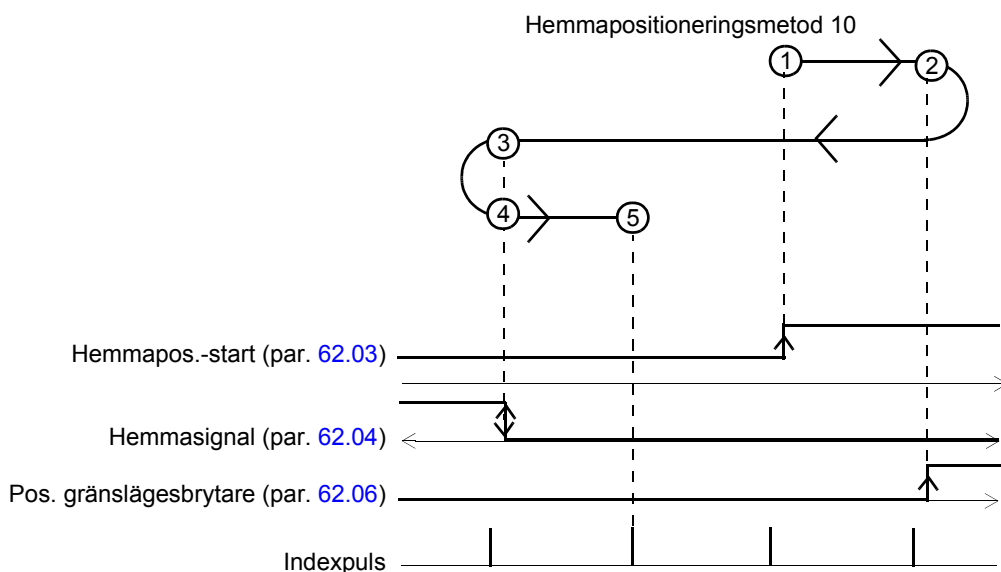 Hemmapositioneringsmetod 10
1
2
3
4
5
Hemmapos.-start (par. 62.03)
Hemmasignal (par. 62.04)
Pos. gränslägesbrytare (par. 62.06)
Indexpuls